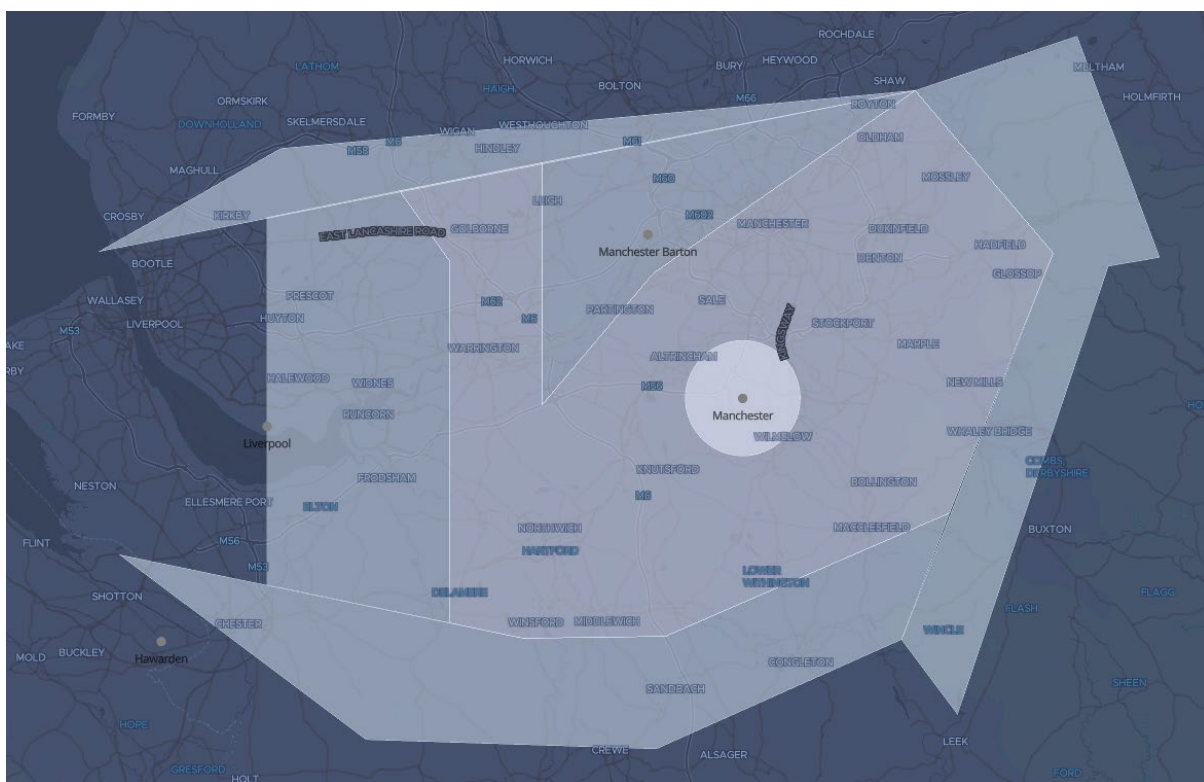 ROCHDALE
HORWICH
BURY
HEYWOOD
LATHOM
MELTHAM
HAIGH
BOLTON
SHAW
ORMSKIRK
M66
HOLMFIRTH
FORMBY
ROYTON
DOWNHOLLAND
SKELMERSDALE
WESTHOUGHTON
WIGAN
M6
M61
OLDHAM
M58
HINDLEY
MAGHULL
M60
MOSSLEY
LEIGH
CROSBY
KIRKBY
M602
MANCHESTER
EAST LANCASHIRE ROAD
GOLBORNE
DUKINFIELD
HADFIELD
Manchester Barton
BOOTLE
DENTON
GLOSSOP
PRESCOT
WALLASEY
M62
SALE
PARTINGTON
HUYTON
M6
KINGSWAY
STOCKPORT
M53
LIVERPOOL
MARPLE
WARRINGTON
ALTRINCHAM
HALEWOOD
WIDNES
M56
NEW MILLS
RUNCORN
Manchester
WHALEY BRIDGE
WILMSLOW
Liverpool
COMBS
DERBYSHIRE
KNUTSFORD
FRODSHAM
BOLLINGTON
NESTON
M6
ELLESMERE PORT
ELTON
NORTHWICH
MACCLESFIELD
BUXTON
FLINT
M56
HARTFORD
M53
LOWER
WITHINGTON
DELAMERE
FLAGG
SHOTTON
FLASH
CHESTER
WINSFORD
MIDDLEWICH
WINCLE
BUCKLEY
MOLD
Hawarden
CONGLETON
SHEEN
SANDBACH
HOPE
LEEK
CREWE
ALSAGER
GRESFORD
HOLT
FORD